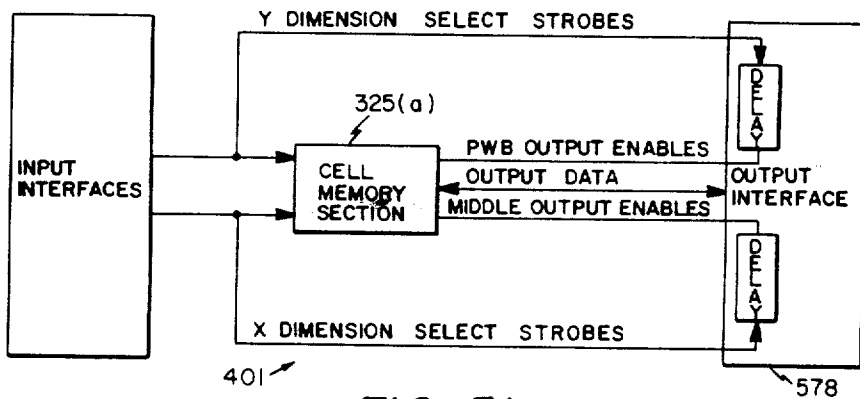 Y DIMENSION SELECT STROBES
DELAY
325(a)
PWB OUTPUT ENABLES
INPUT
INTERFACES
CELL
MEMORY
SECTION
OUTPUT DATA
OUTPUT
INTERFACE
MIDDLE OUTPUT ENABLES
DELAY
X DIMENSION SELECT STROBES
401
578